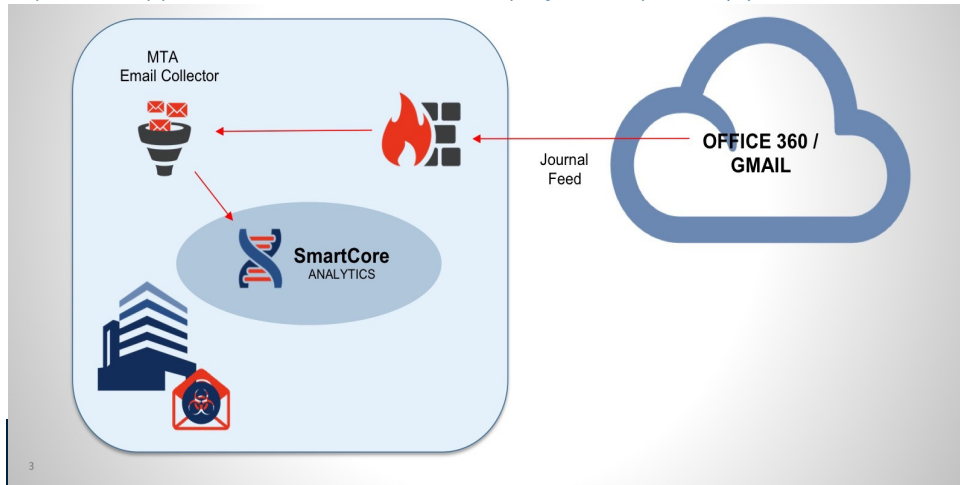 MTA
Email Collector
Journal
Feed
OFFICE 360 /
GMAIL
SmartCore
ANALYTICS
3